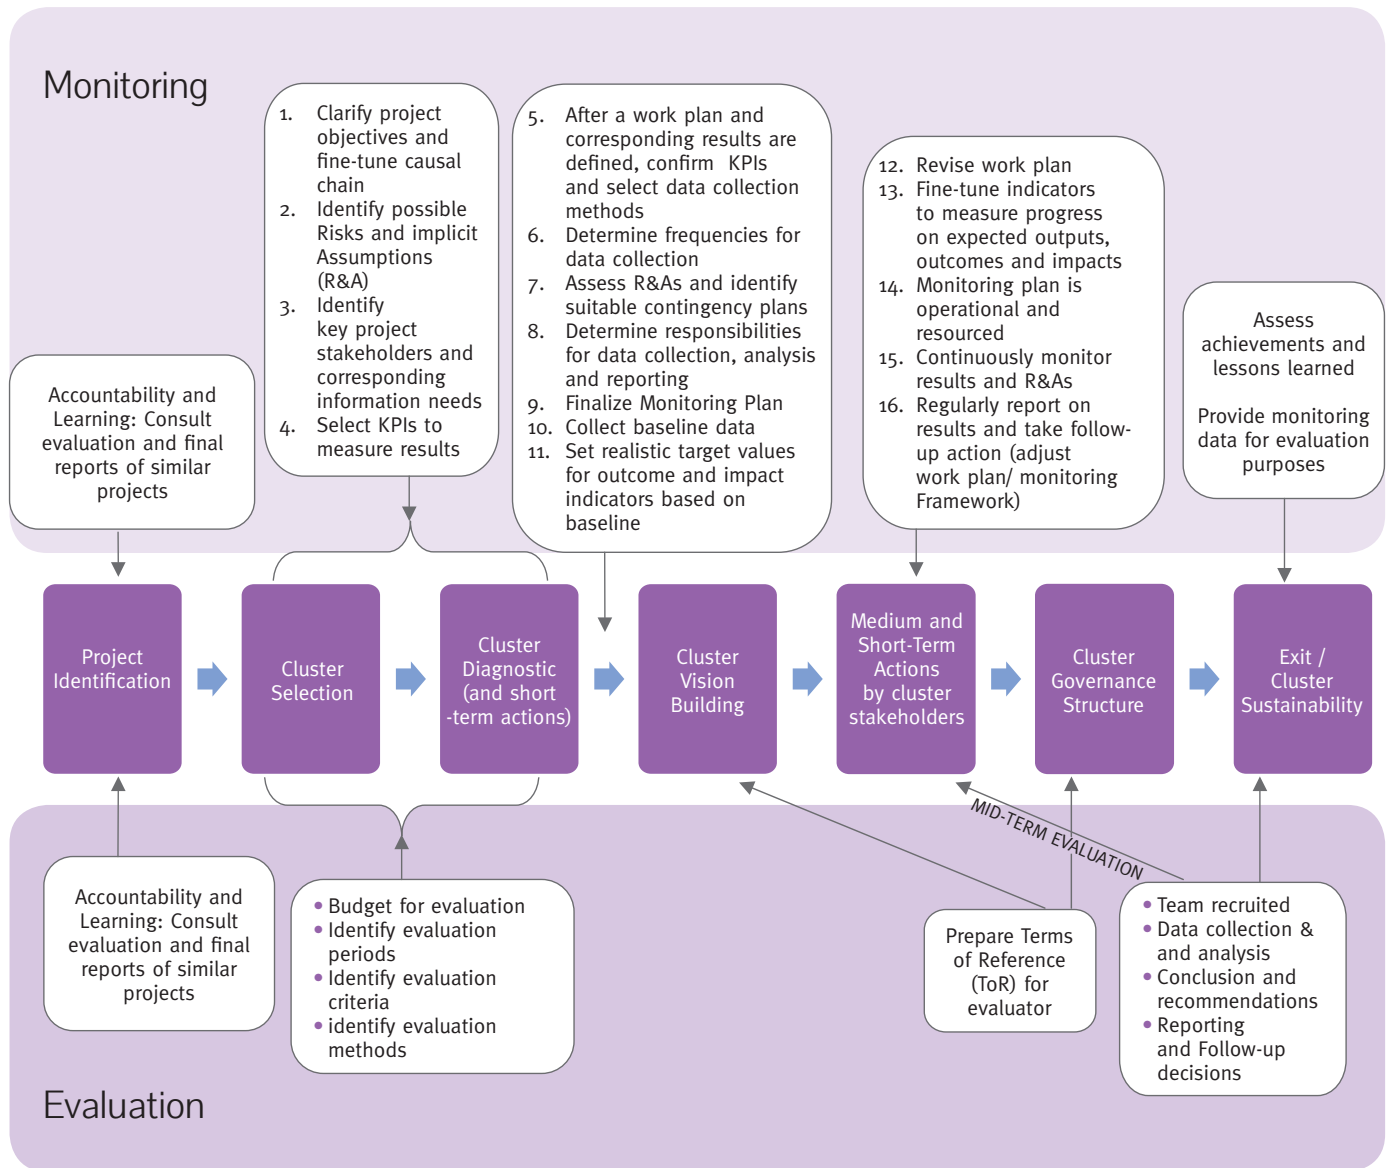 Monitoring
1. Clarify project
objectives and
fine-tune causal
chain
2. Identify possible
Risks and implicit
Assumptions
(R&A)
3. Identify
key project
stakeholders and
corresponding
information needs
4. Select KPIs to
measure results
5. After a work plan and
corresponding results are
defined, confirm KPIs
and select data collection
methods
6. Determine frequencies for
data collection
7. Assess R&As and identify
suitable contingency plans
8. Determine responsibilities
for data collection, analysis
and reporting
9. Finalize Monitoring Plan
10. Collect baseline data
11. Set realistic target values
for outcome and impact
indicators based on
baseline
12. Revise work plan
13. Fine-tune indicators
to measure progress
on expected outputs,
outcomes and impacts
14. Monitoring plan is
operational and
resourced
15. Continuously monitor
results and R&As
16. Regularly report on
results and take follow-
up action (adjust
work plan/ monitoring
Framework)
Assess
achievements and
lessons learned
Provide monitoring
data for evaluation
purposes
Accountability and
Learning: Consult
evaluation and final
reports of similar
projects
Project
Identification
Cluster
Selection
Cluster
Diagnostic
(and short
-term actions)
Cluster
Vision
Building
Medium and
Short-Term
Actions
by cluster
stakeholders
Cluster
Governance
Structure
Exit /
Cluster
Sustainability
MID-TERM EVALUATION
Accountability and
Learning: Consult
evaluation and final
reports of similar
projects
• Budget for evaluation
• Identify evaluation
periods
• Identify evaluation
criteria
• identify evaluation
methods
Prepare Terms
of Reference
(ToR) for
evaluator
• Team recruited
• Data collection &
and analysis
• Conclusion and
recommendations
• Reporting
and Follow-up
decisions
Evaluation